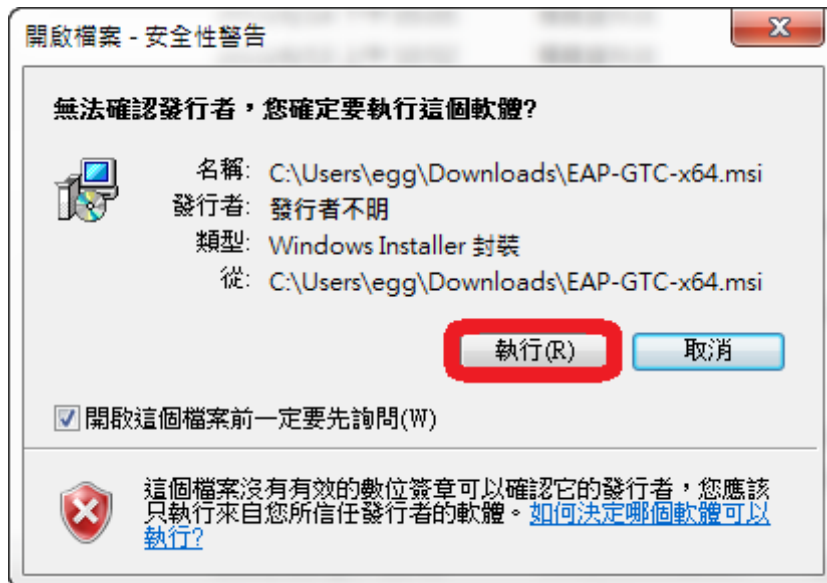 開啟檔案 - 安全性警告
無法確認發行者，您確定要執行這個軟體?
名稱: C:\Users\egg\Downloads\EAP-GTC-x64.msi
發行者: 發行者不明
類型: Windows Installer 封裝
從: C:\Users\egg\Downloads\EAP-GTC-x64.msi
執行(R) 取消
開啟這個檔案前一定要先詢問(W)
這個檔案沒有有效的數位簽章可以確認它的發行者，您應該
只執行來自您所信任發行者的軟體。如何決定哪個軟體可以
執行?